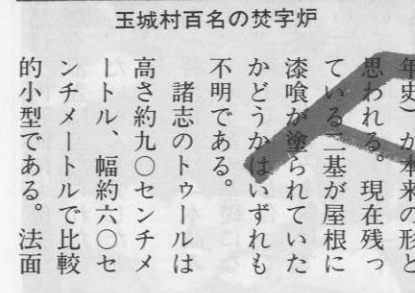 玉城村百名の焚字炉
年史）が本来の形と
思われる。現在残っ
ている二基が屋根に
漆喰が塗られていた
かどうかはいずれも
不明である。
諸志のトゥールは
高さ約九〇センチメ
ートル、幅約六〇セ
ンチメートルで比較
的小型である。法面